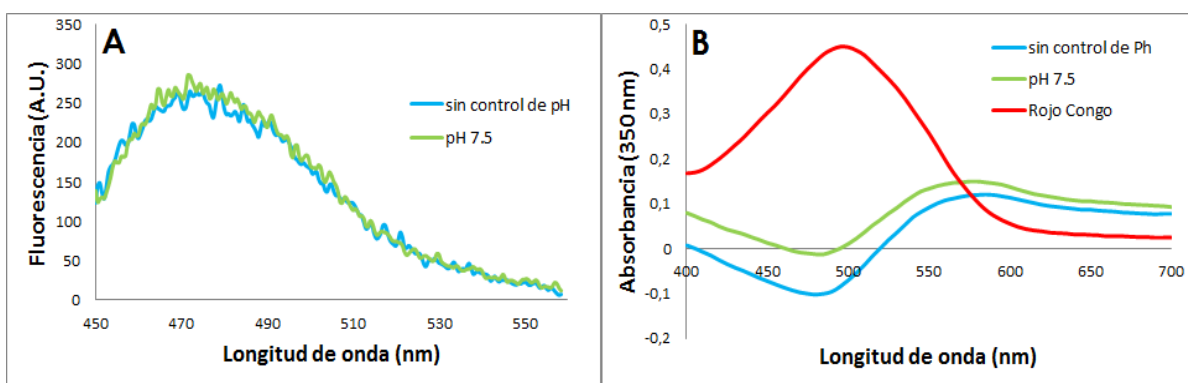 A
Fluorescencia (A.U.)
350
300
250
200
150
100
50
0
450
470
490
510
530
550
sin control de pH
pH 7.5
Longitud de onda (nm)
B
Absorbancia (350 nm)
0,5
0,4
0,3
0,2
0,1
0
-0,1
-0,2
400
450
500
550
600
650
700
sin control de Ph
pH 7.5
Rojo Congo
Longitud de onda (nm)